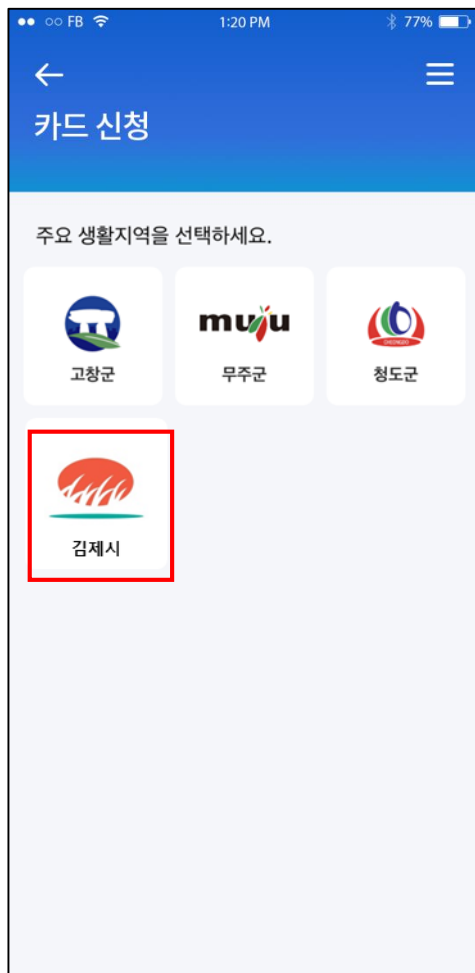 FB 1:20 PM 77%
카드 신청
주요 생활지역을 선택하세요.
muju
CHEONGDO
고창군 무주군 청도군
김제시